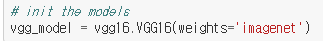 # init the models
vgg_model = vgg16.VGG16(weights='imagenet')